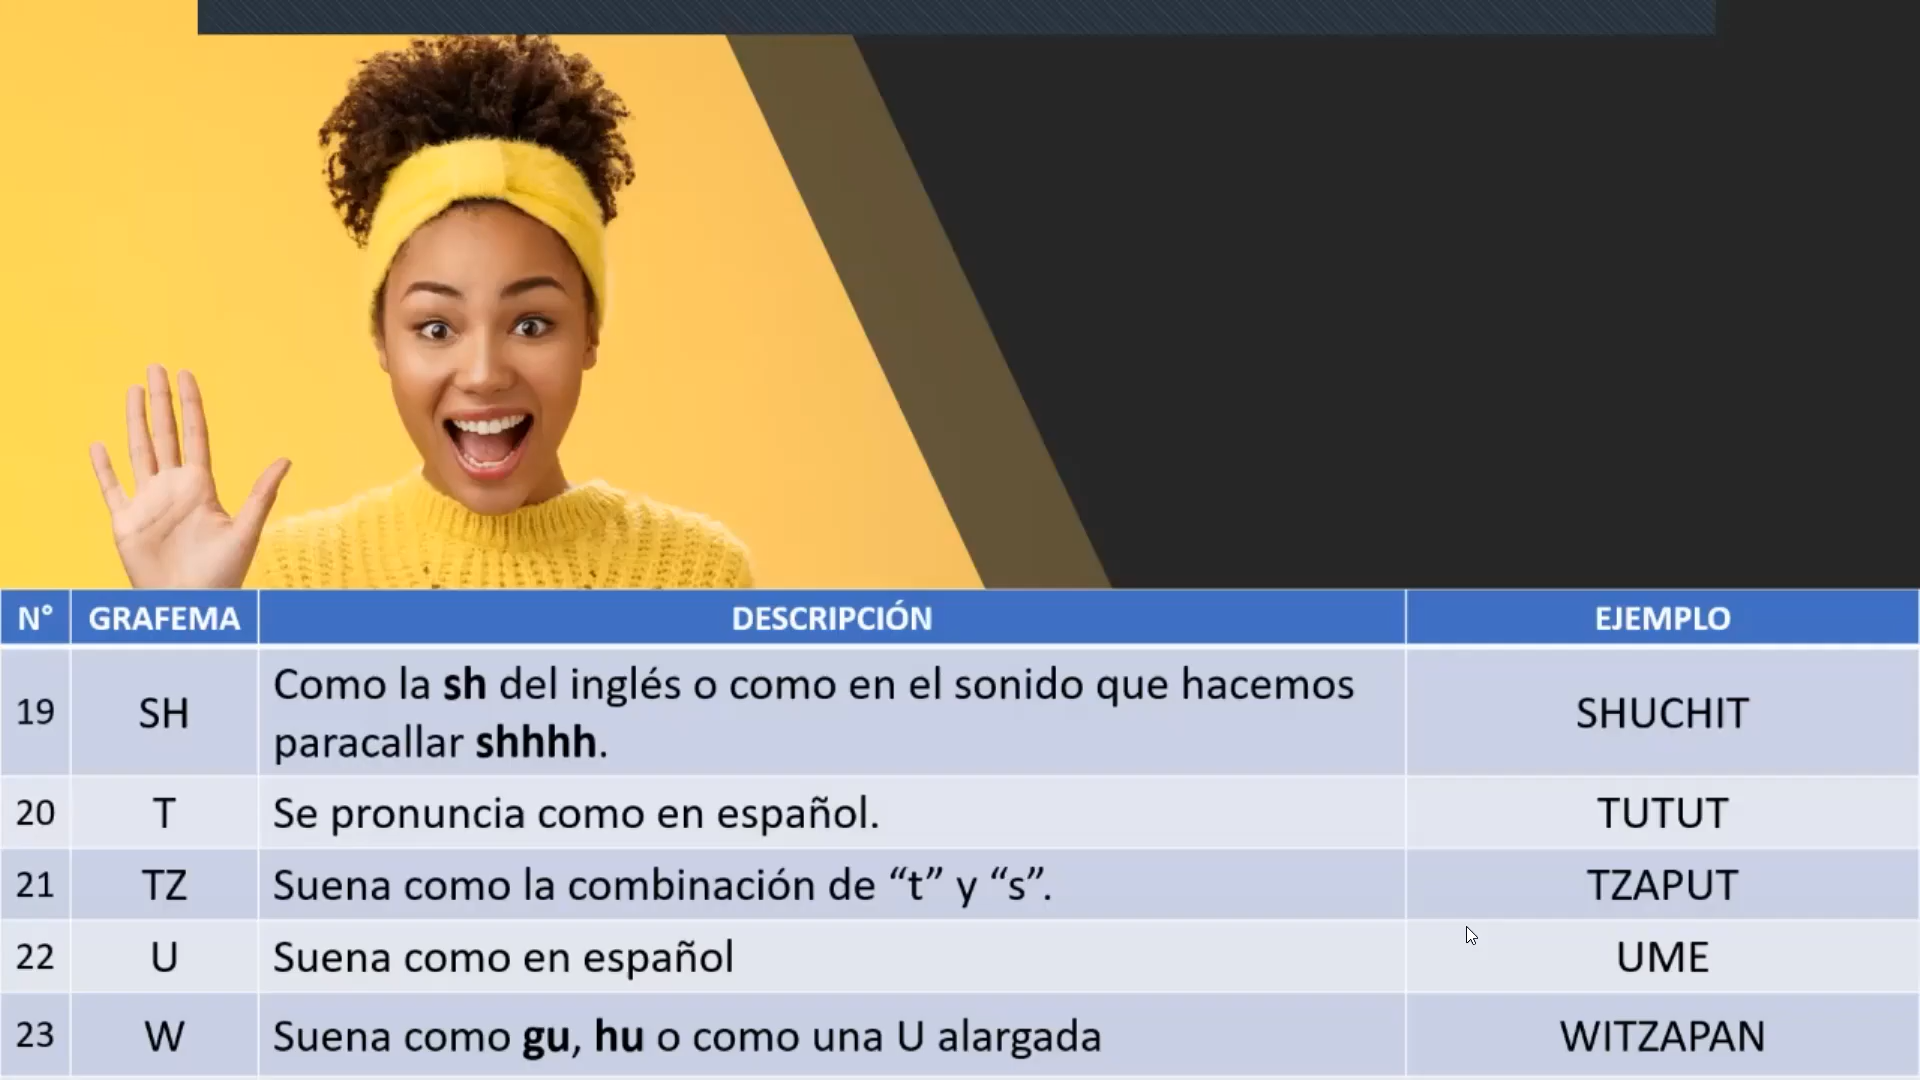 N° GRAFEMA DESCRIPCIÓN EJEMPLO
19 SH Como la sh del inglés o como en el sonido que hacemos
paracallar shhhh. SHUCHIT
20 T Se pronuncia como en español. TUTUT
21 TZ Suena como la combinación de “t” y “s”. TZAPUT
22 U Suena como en español UME
23 W Suena como gu, hu o como una U alargada WITZAPAN